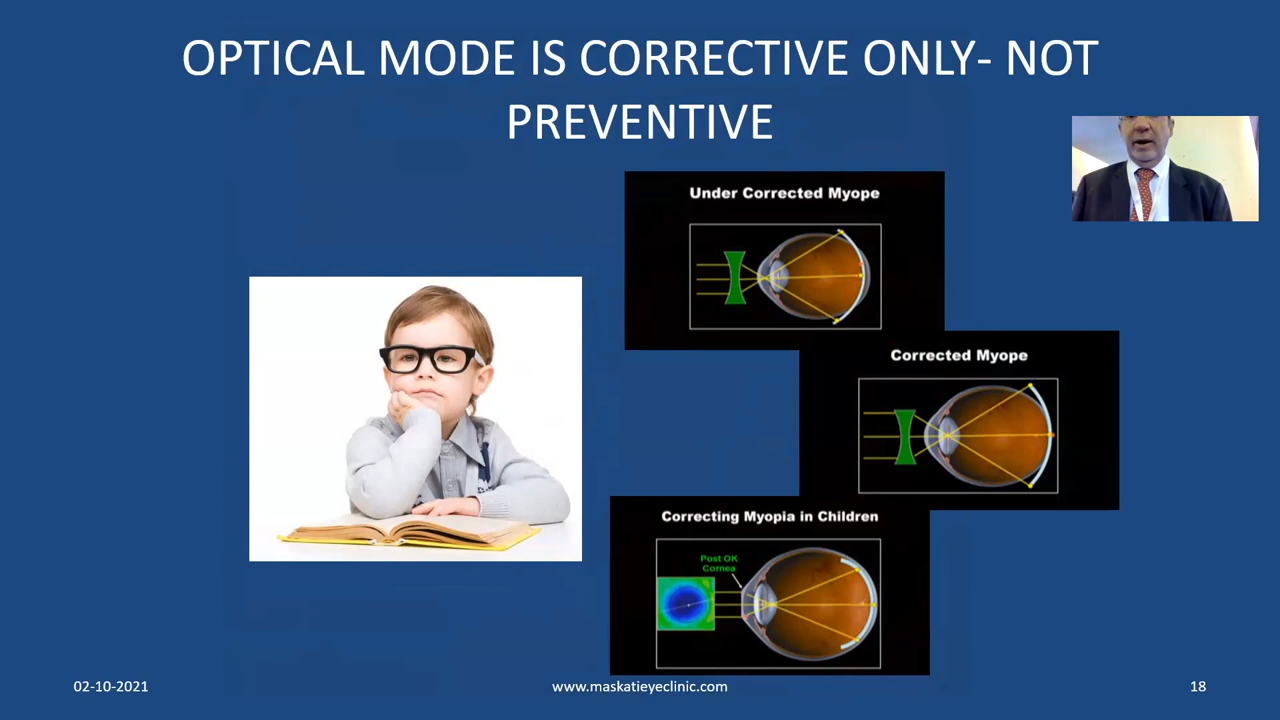 OPTICAL MODE IS CORRECTIVE ONLY- NOT
PREVENTIVE
Under Corrected Myope
Corrected Myope
Correcting Myopia in Children
Post OK
Cornea
02-10-2021
www.maskatieyeclinic.com
18